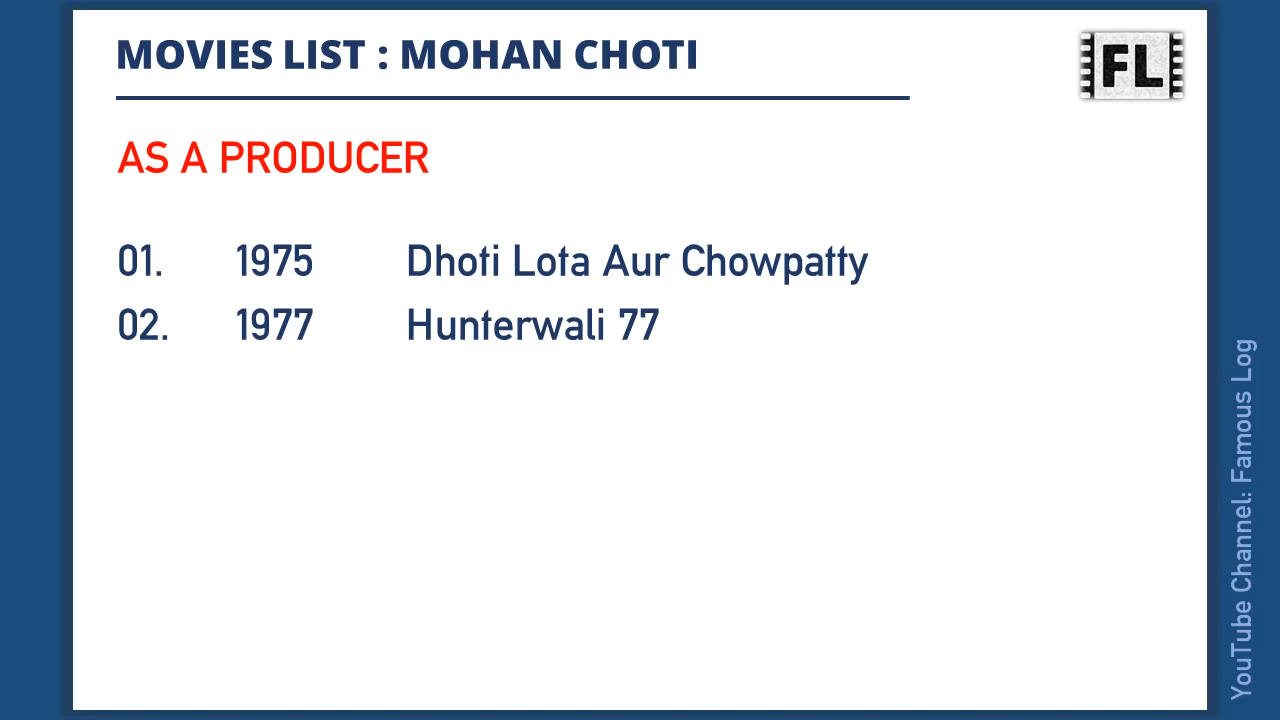 MOVIES LIST : MOHAN CHOTI
FL
AS A PRODUCER
01. 1975 Dhoti Lota Aur Chowpatty
02. 1977 Hunterwali 77
YouTube Channel: Famous Log